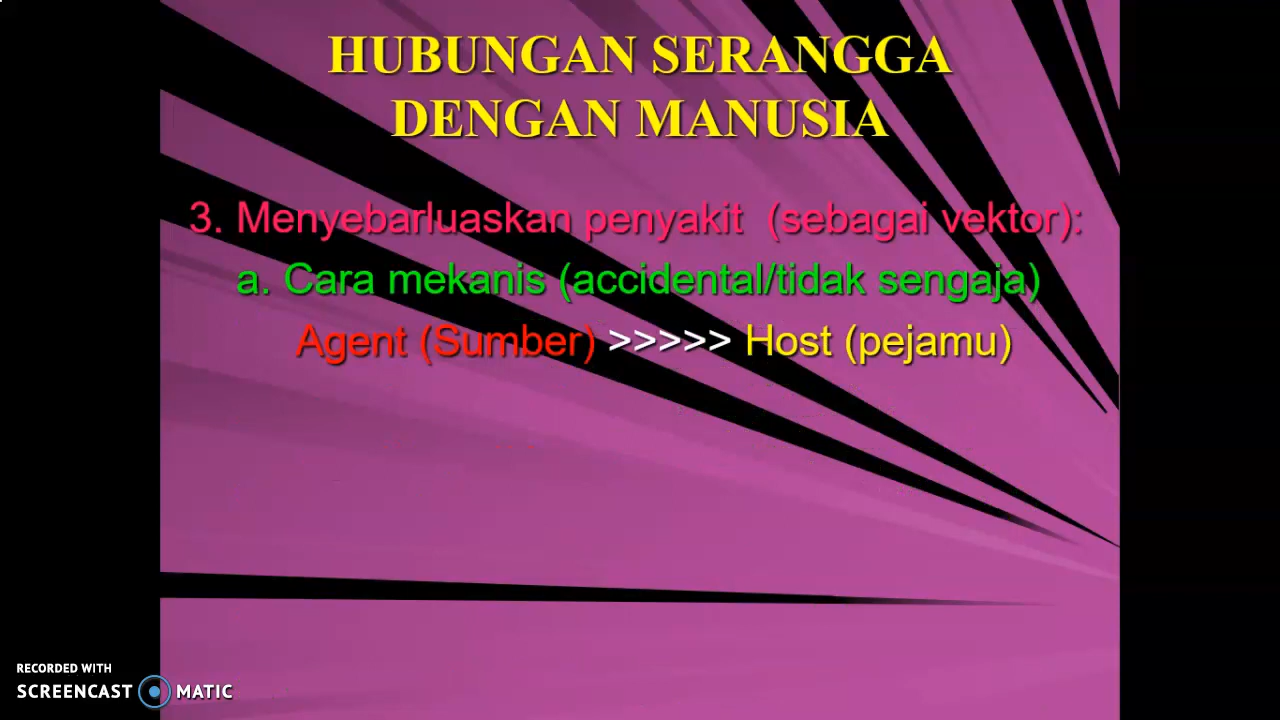 HUBUNGAN SERANGGA
DENGAN MANUSIA
3. Menyebarluaskan penyakit (sebagai vektor):
a. Cara mekanis (accidental/tidak sengaja)
Agent (Sumber) >>>>> Host (pejamu)
RECORDED WITH
SCREENCAST MATIC